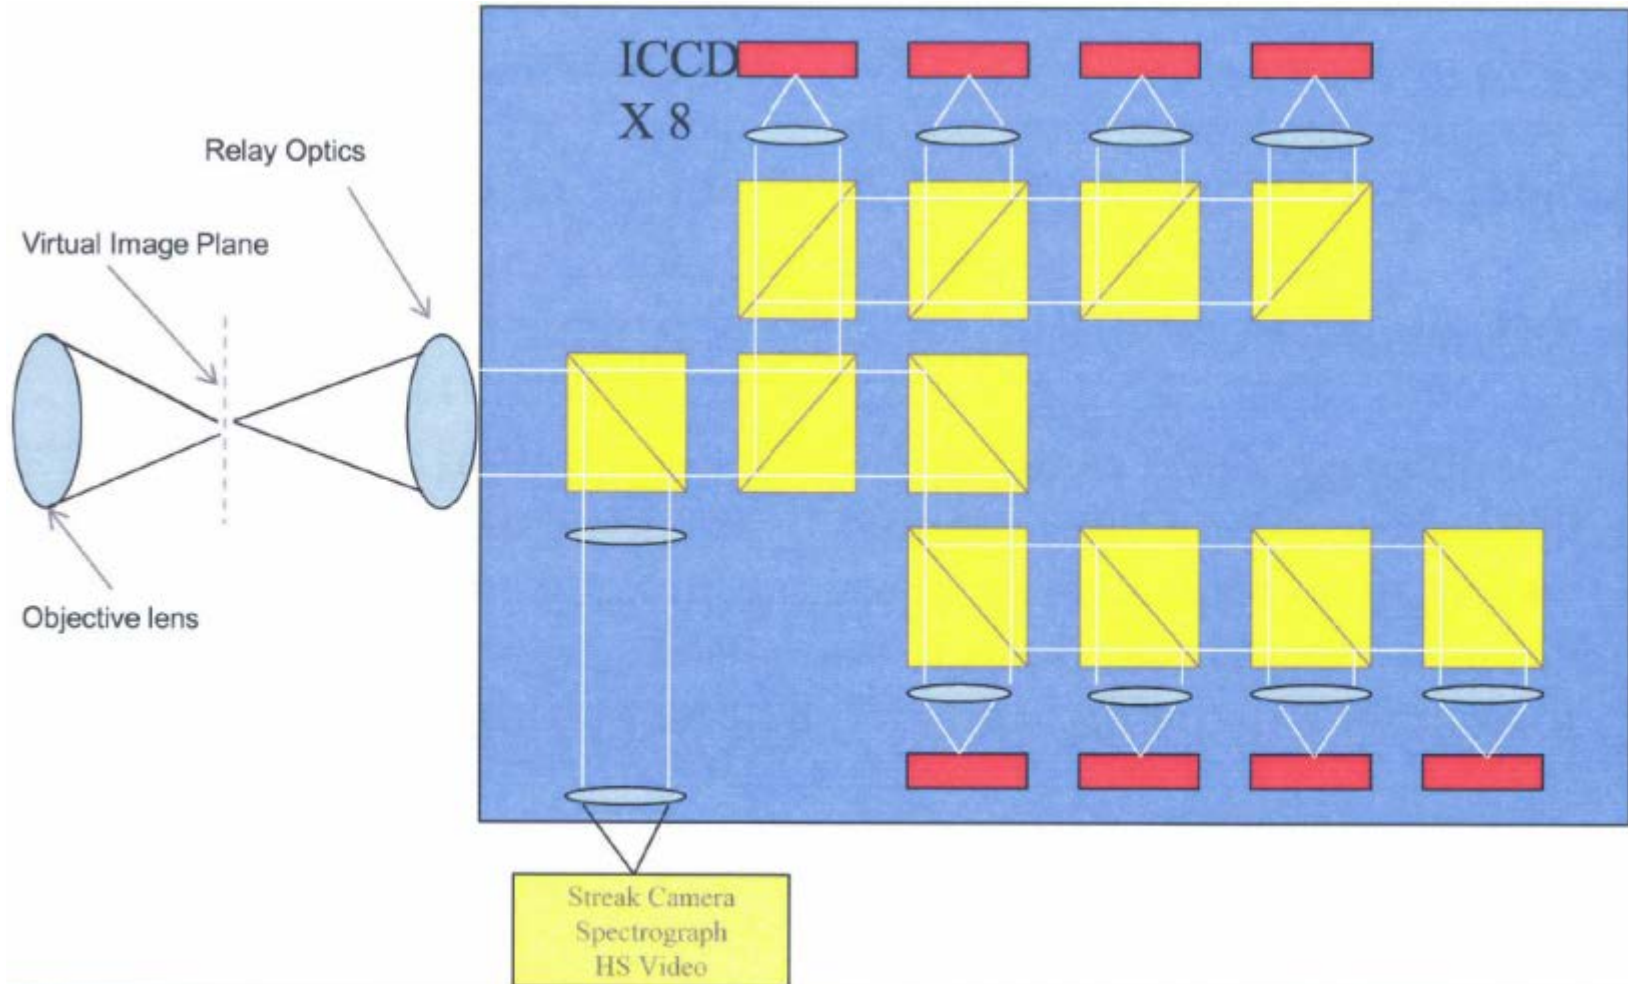 ICCD
X 8
Relay Optics
Virtual Image Plane
Objective lens
Streak Camera
Spectrograph
HS Video